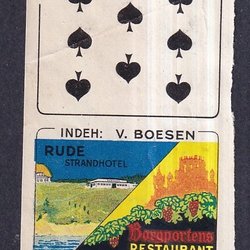 INDEH: V. BOESEN
RUDE
STRANDHOTEL
Borgportens
RESTAURANT